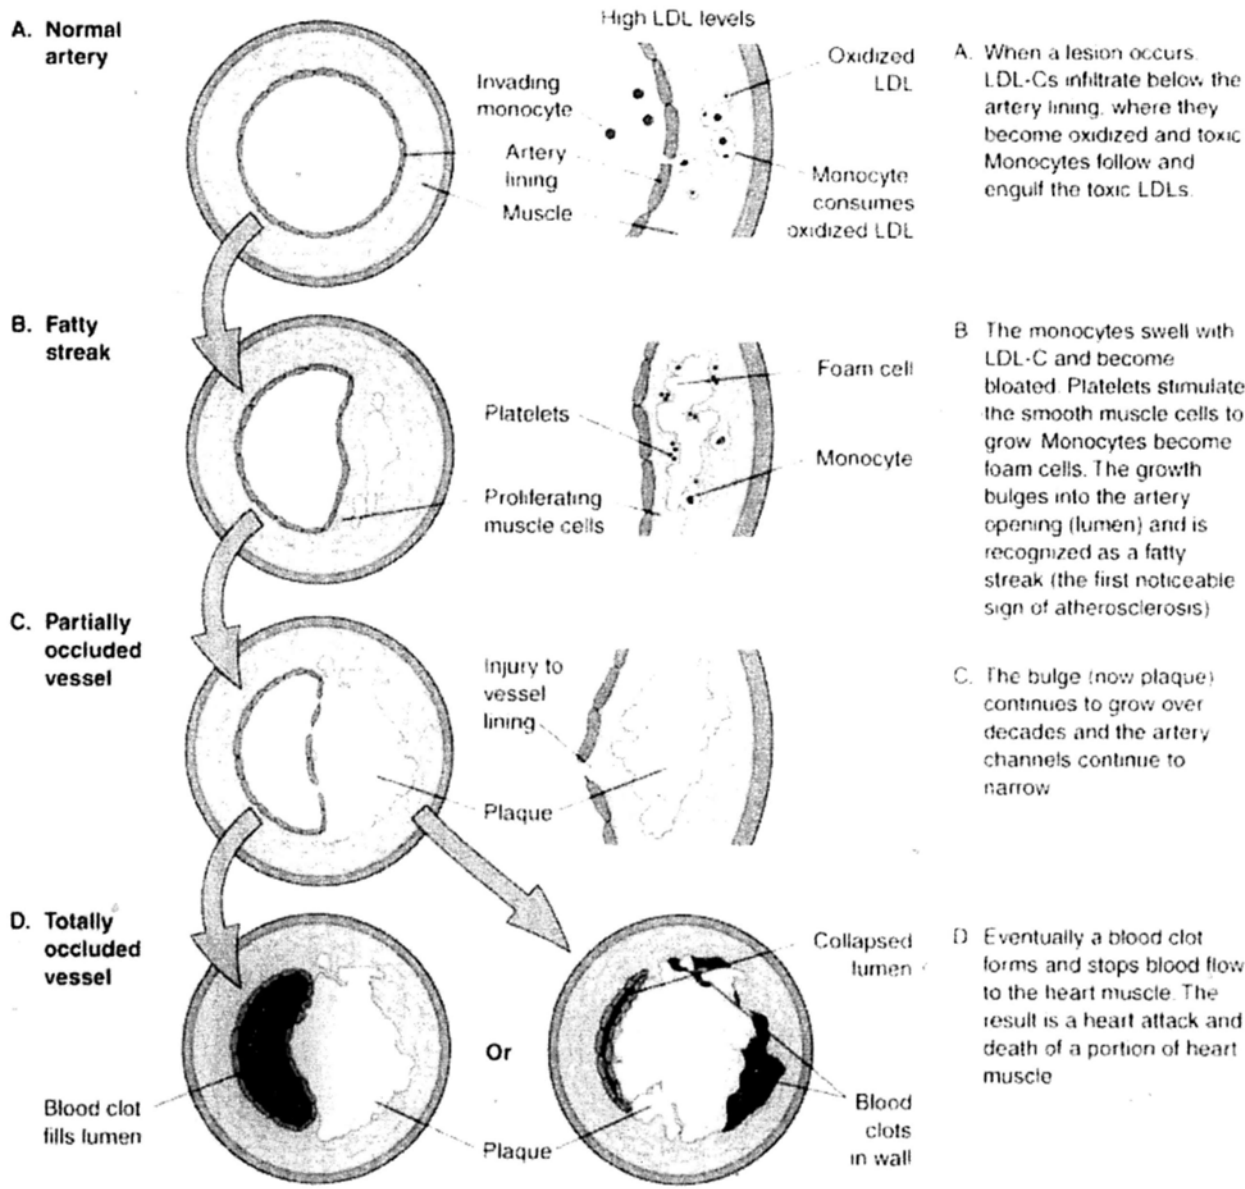 A. Normal
artery
High LDL levels
Invading
monocyte
Artery
lining
Muscle
Oxidized
LDL
Monocyte
consumes
oxidized LDL
A. When a lesion occurs,
LDL-Cs infiltrate below the
artery lining, where they
become oxidized and toxic
Monocytes follow and
engulf the toxic LDLs.
B. Fatty
streak
Platelets
Proliferating
muscle cells
Foam cell
Monocyte
B The monocytes swell with
LDL-C and become
bloated. Platelets stimulate
the smooth muscle cells to
grow Monocytes become
foam cells. The growth
bulges into the artery
opening (lumen) and is
recognized as a fatty
streak (the first noticeable
sign of atherosclerosis)
C. Partially
occluded
vessel
Injury to
vessel
lining
Plaque
C. The bulge (now plaque)
continues to grow over
decades and the artery
channels continue to
narrow
D. Totally
occluded
vessel
Blood clot
fills lumen
Or
Plaque
Collapsed
lumen
Blood
clots
in wall
D Eventually a blood clot
forms and stops blood flow
to the heart muscle. The
result is a heart attack and
death of a portion of heart
muscle